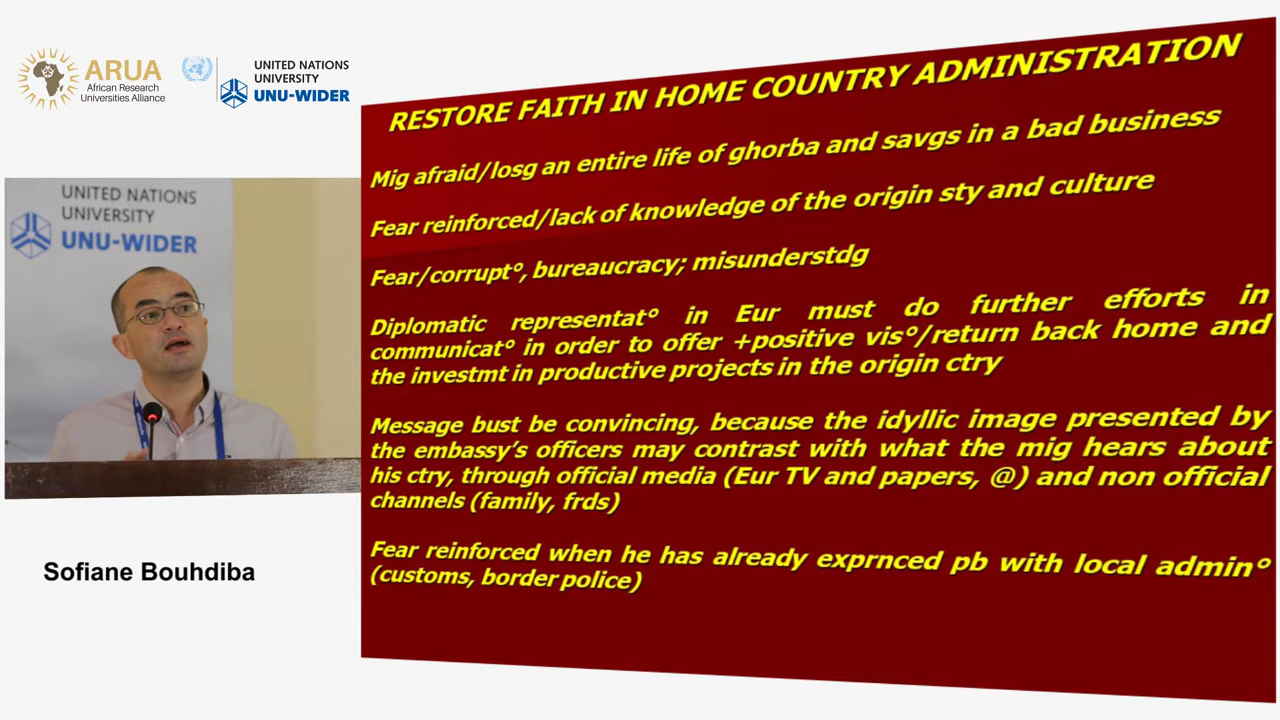 ARUA
African Research
Universities Alliance
UNITED NATIONS
UNIVERSITY
UNU-WIDER
UNITED NATIONS
UNIVERSITY
UNU-WIDER
Sofiane Bouhdiba
RESTORE FAITH IN HOME COUNTRY ADMINISTRATION
Mig afraid/losg an entire life of ghorba and savgs in a bad business
Fear reinforced/lack of knowledge of the origin sty and culture
Fear/corrupt°, bureaucracy; misunderstdg
Diplomatic representat° in Eur must do further efforts in
communicat° in order to offer +positive vis°/return back home and
the investmt in productive projects in the origin ctry
Message bust be convincing, because the idyllic image presented by
the embassy's officers may contrast with what the mig hears about
his ctry, through official media (Eur TV and papers, @) and non official
channels (family, frds)
Fear reinforced when he has already exprnced pb with local admin°
(customs, border police)